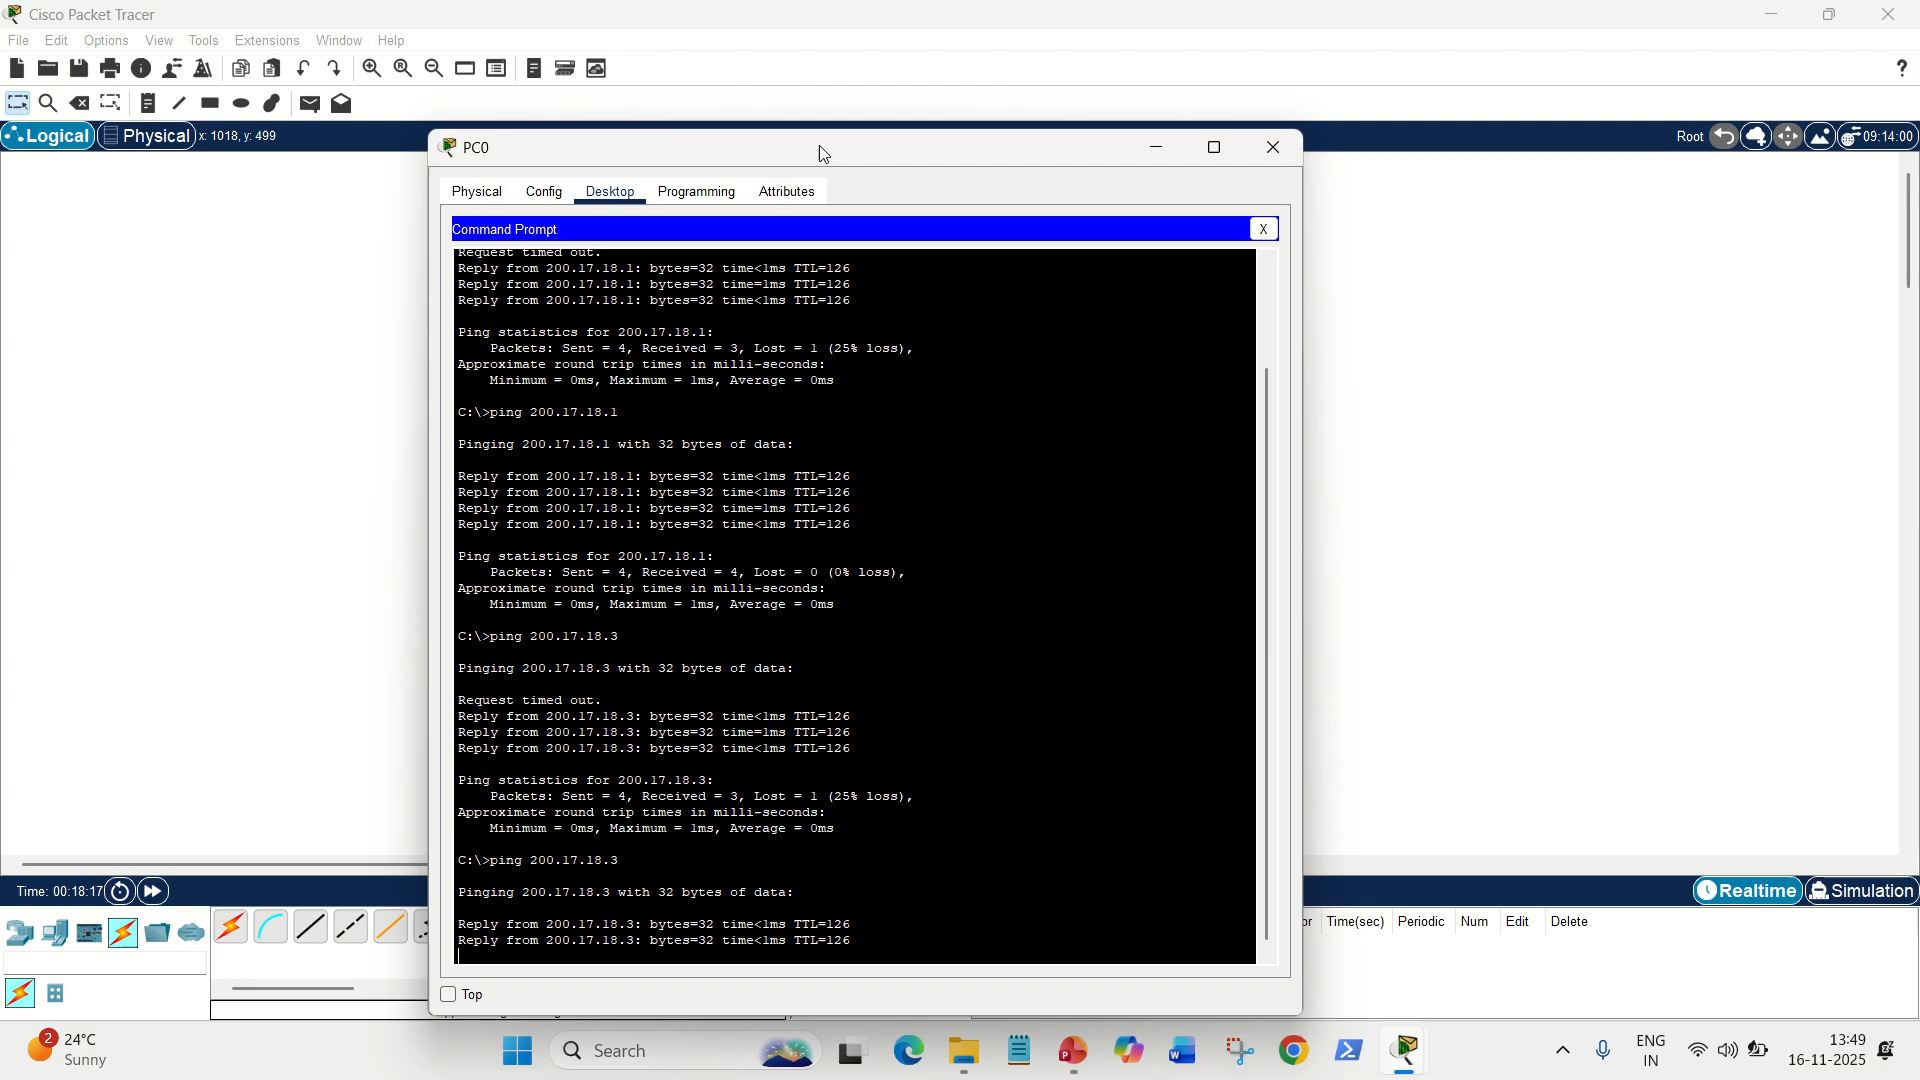 Cisco Packet Tracer
File Edit Options View Tools Extensions Window Help
?
Logical Physical x: 1018, y: 499
Root 09:14:00
PC0
Physical Config Desktop Programming Attributes
Command Prompt X
Request timed out.
Reply from 200.17.18.1: bytes=32 time<1ms TTL=126
Reply from 200.17.18.1: bytes=32 time=1ms TTL=126
Reply from 200.17.18.1: bytes=32 time<1ms TTL=126
Ping statistics for 200.17.18.1:
Packets: Sent = 4, Received = 3, Lost = 1 (25% loss),
Approximate round trip times in milli-seconds:
Minimum = 0ms, Maximum = 1ms, Average = 0ms
C:\>ping 200.17.18.1
Pinging 200.17.18.1 with 32 bytes of data:
Reply from 200.17.18.1: bytes=32 time<1ms TTL=126
Reply from 200.17.18.1: bytes=32 time<1ms TTL=126
Reply from 200.17.18.1: bytes=32 time=1ms TTL=126
Reply from 200.17.18.1: bytes=32 time<1ms TTL=126
Ping statistics for 200.17.18.1:
Packets: Sent = 4, Received = 4, Lost = 0 (0% loss),
Approximate round trip times in milli-seconds:
Minimum = 0ms, Maximum = 1ms, Average = 0ms
C:\>ping 200.17.18.3
Pinging 200.17.18.3 with 32 bytes of data:
Request timed out.
Reply from 200.17.18.3: bytes=32 time<1ms TTL=126
Reply from 200.17.18.3: bytes=32 time=1ms TTL=126
Reply from 200.17.18.3: bytes=32 time<1ms TTL=126
Ping statistics for 200.17.18.3:
Packets: Sent = 4, Received = 3, Lost = 1 (25% loss),
Approximate round trip times in milli-seconds:
Minimum = 0ms, Maximum = 1ms, Average = 0ms
C:\>ping 200.17.18.3
Pinging 200.17.18.3 with 32 bytes of data:
Reply from 200.17.18.3: bytes=32 time<1ms TTL=126
Reply from 200.17.18.3: bytes=32 time<1ms TTL=126
Top
Time: 00:18:17
Realtime Simulation
Time(sec) Periodic Num Edit Delete
2 24°C
Sunny
Search
ENG
IN
13:49
16-11-2025